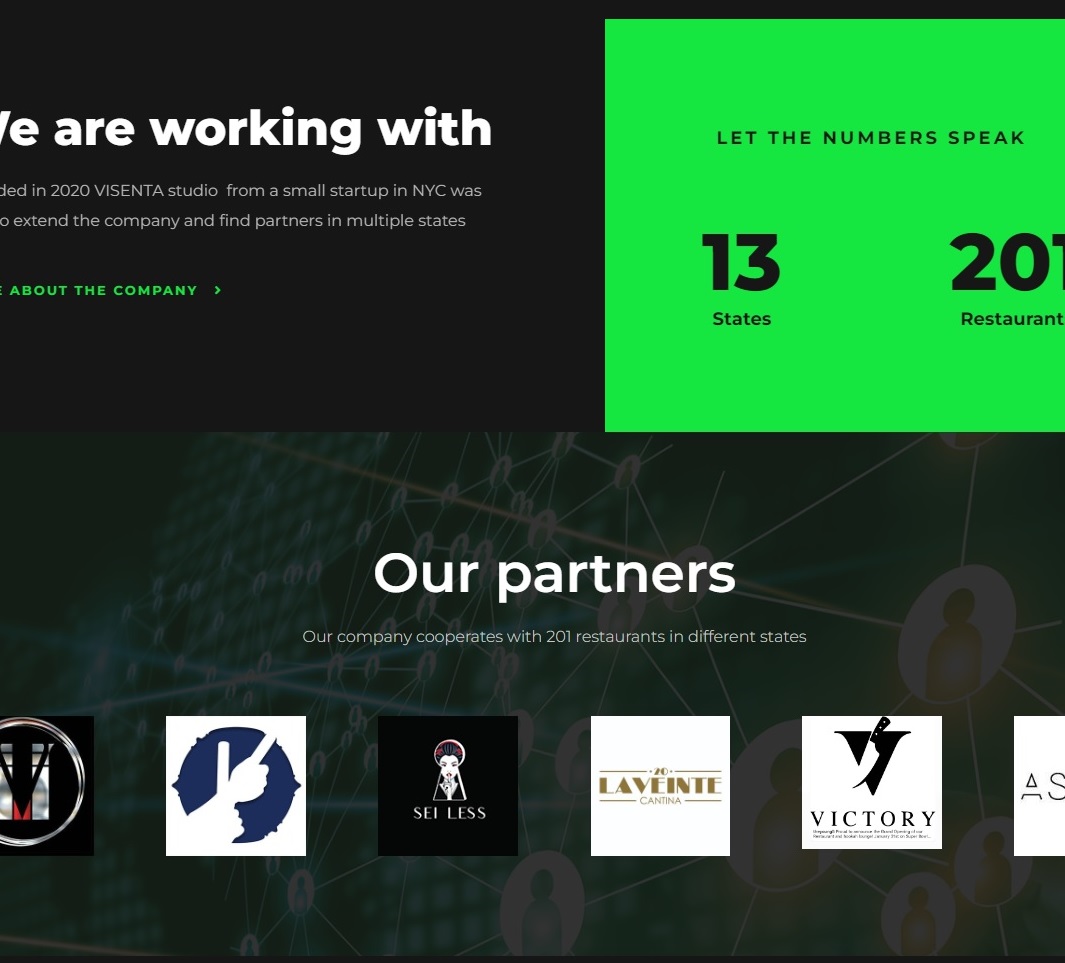 We are working with
ded in 2020 VISENTA studio from a small startup in NYC was
o extend the company and find partners in multiple states
E ABOUT THE COMPANY
LET THE NUMBERS SPEAK
13
201
States
Restaurant
Our partners
Our company cooperates with 201 restaurants in different states
SEI LESS
20
LAVEINTE
CANTINA
VICTORY
AS